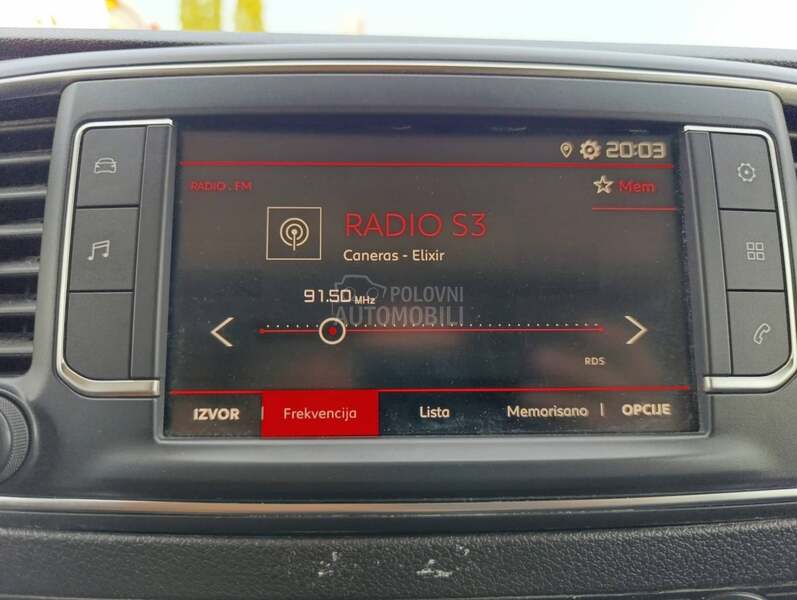 20:03
RADIO . FM
Mem
RADIO S3
Caneras - Elixir
91.50 MHz
POLOVNI
AUTOMOBILI
RDS
IZVOR
Frekvencija
Lista
Memorisano
OPCIJE